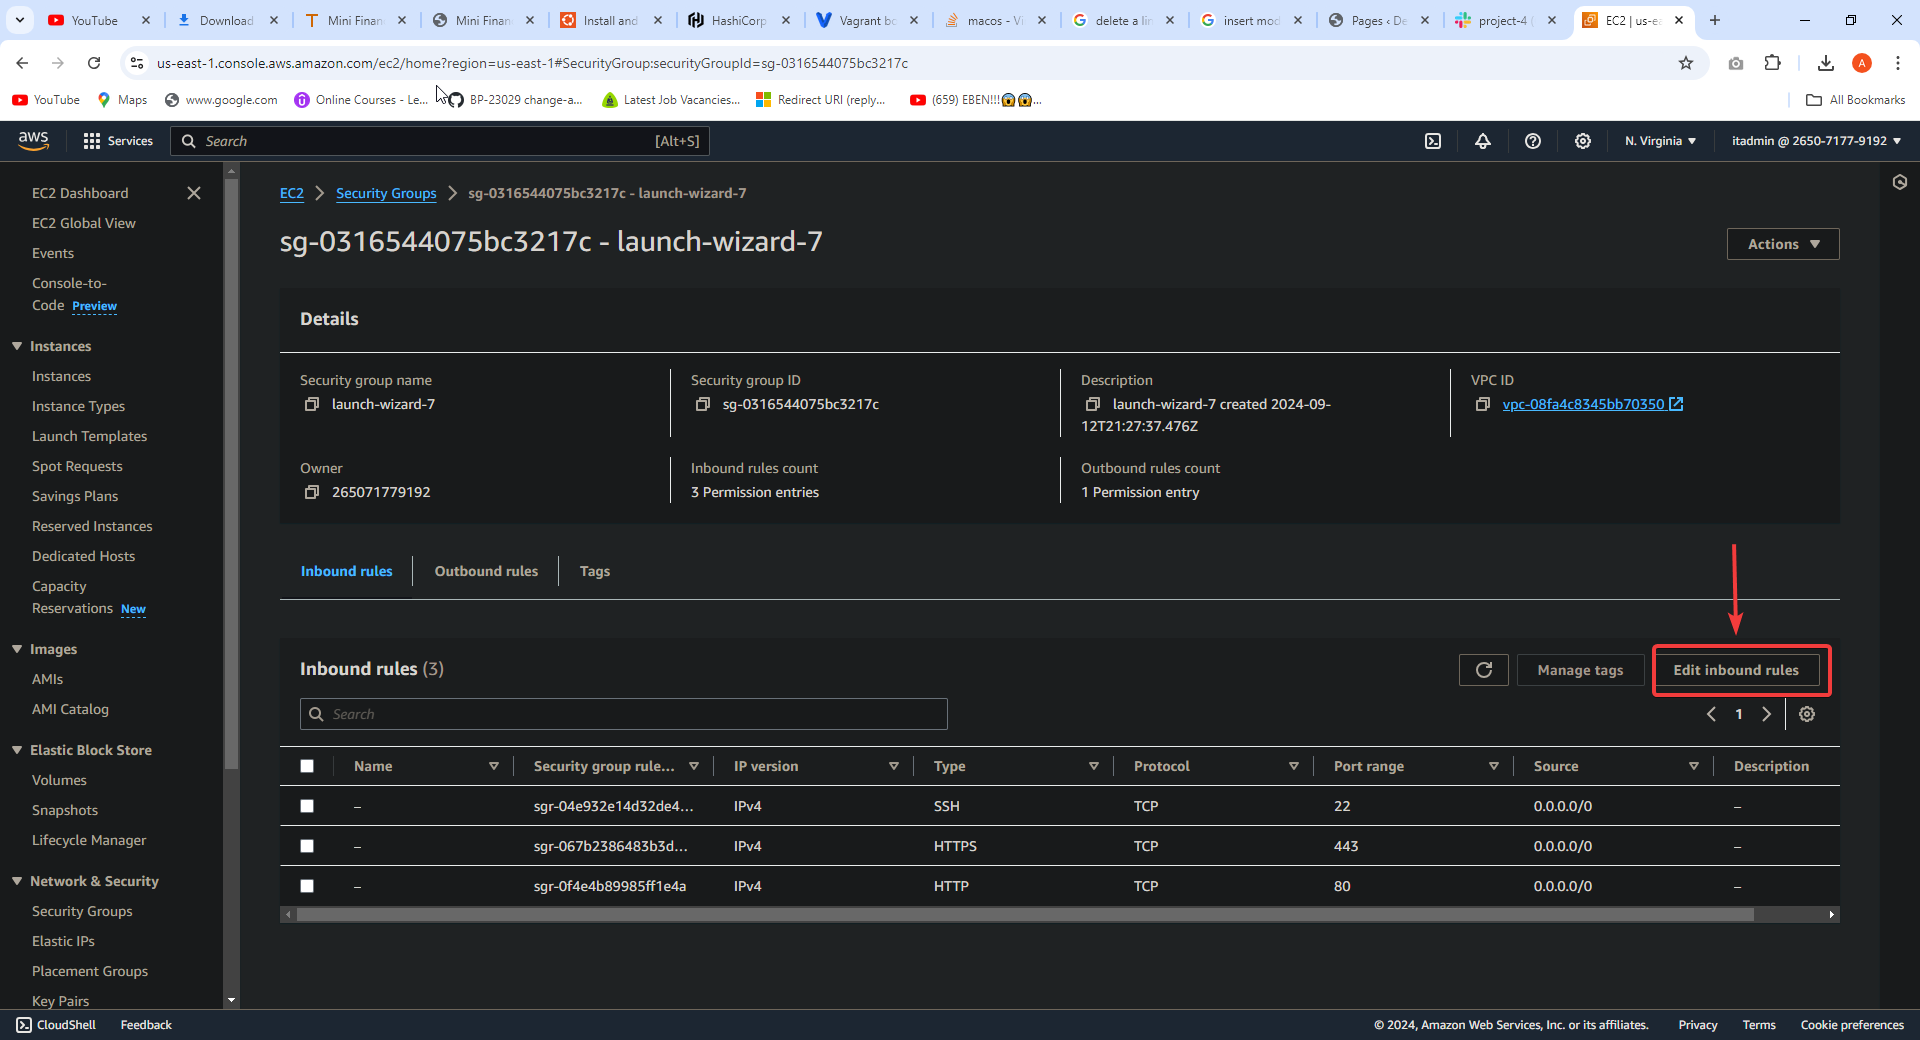 YouTube
Download
Mini Finan
Mini Finan
Install and
HashiCorp
Vagrant bo
macos - Vi
delete a lin
insert mod
Pages ‹ De
project-4 (
EC2 | us-ea
us-east-1.console.aws.amazon.com/ec2/home?region=us-east-1#SecurityGroup:securityGroupId=sg-0316544075bc3217c
A
YouTube
Maps
www.google.com
Online Courses - Le...
BP-23029 change-a...
Latest Job Vacancies...
Redirect URI (reply...
(659) EBEN!!!😱😱...
All Bookmarks
aws
Services
Search
[Alt+S]
N. Virginia
itadmin @ 2650-7177-9192
EC2 Dashboard
EC2 Global View
Events
Console-to-
Code Preview
Instances
Instances
Instance Types
Launch Templates
Spot Requests
Savings Plans
Reserved Instances
Dedicated Hosts
Capacity
Reservations New
Images
AMIs
AMI Catalog
Elastic Block Store
Volumes
Snapshots
Lifecycle Manager
Network & Security
Security Groups
Elastic IPs
Placement Groups
Key Pairs
EC2 > Security Groups > sg-0316544075bc3217c - launch-wizard-7
sg-0316544075bc3217c - launch-wizard-7
Actions
Details
Security group name
launch-wizard-7
Security group ID
sg-0316544075bc3217c
Description
launch-wizard-7 created 2024-09-
12T21:27:37.476Z
VPC ID
vpc-08fa4c8345bb70350
Owner
265071779192
Inbound rules count
3 Permission entries
Outbound rules count
1 Permission entry
Inbound rules
Outbound rules
Tags
Inbound rules (3)
Manage tags
Edit inbound rules
Search
1
Name Security group rule... IP version Type Protocol Port range Source Description
– sgr-04e932e14d32de4... IPv4 SSH TCP 22 0.0.0.0/0 –
– sgr-067b2386483b3d... IPv4 HTTPS TCP 443 0.0.0.0/0 –
– sgr-0f4e4b89985ff1e4a IPv4 HTTP TCP 80 0.0.0.0/0 –
CloudShell
Feedback
© 2024, Amazon Web Services, Inc. or its affiliates.
Privacy
Terms
Cookie preferences